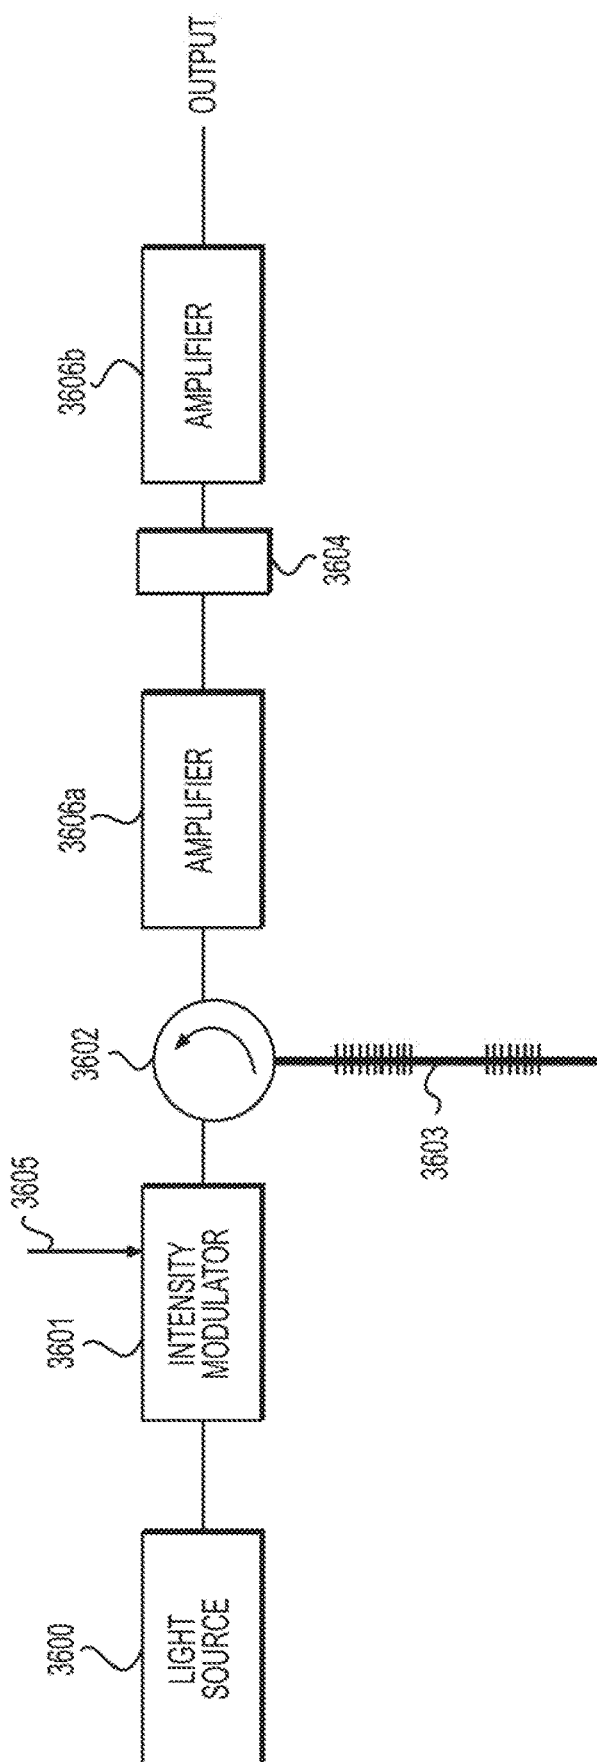 3600
LIGHT
SOURCE
3601
INTENSITY
MODULATOR
3605
3602
3603
3606a
AMPLIFIER
3604
3606b
AMPLIFIER
OUTPUT